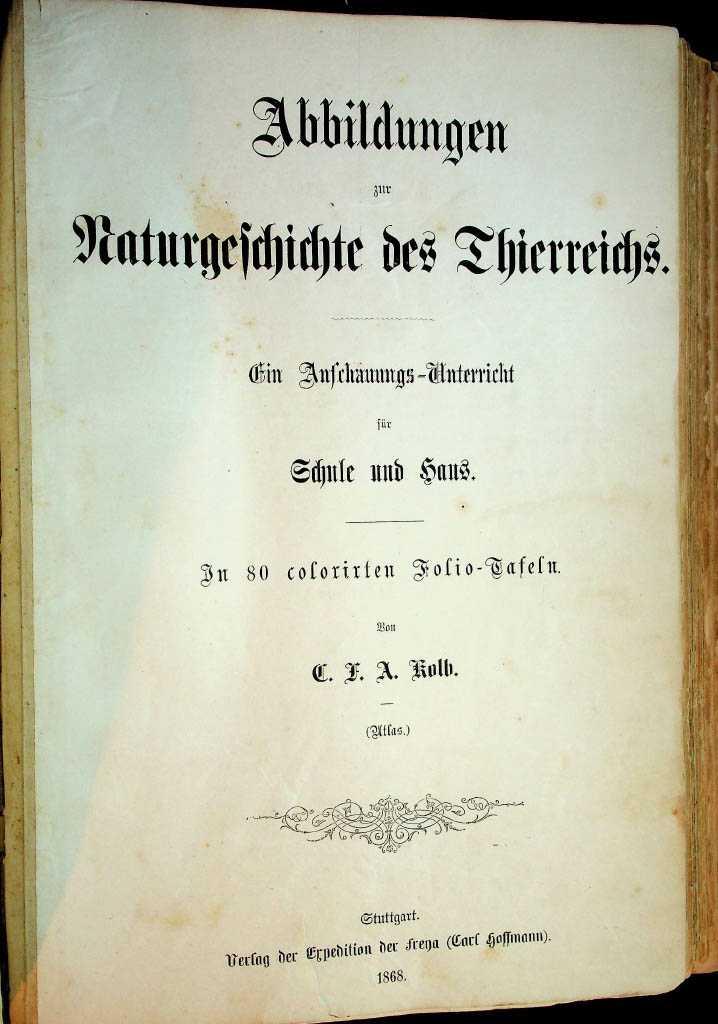 Abbildungen
zur
Naturgeschichte des Thierreichs.
Ein Anschauungs-Unterricht
für
Schule und Haus.
In 80 colorirten Folio-Tafeln.
Von
C. F. A. Kolb.
(Atlas.)
Stuttgart.
Verlag der Expedition der Freya (Carl Hoffmann).
1868.